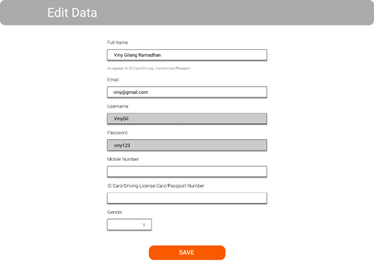 Edit Data
Full Name
Viny Gilang Ramadhan
As appear on ID Card/Driving License Card/Passport
Email
viny@gmail.com
Username
VinyGil
Password
viny123
Mobile Number
ID Card/Driving License Card/Passport Number
Gender
SAVE